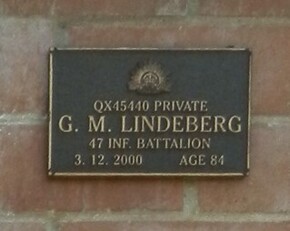 QX45440 PRIVATE
G. M. LINDEBERG
47 INF. BATTALION
3. 12. 2000 AGE 84